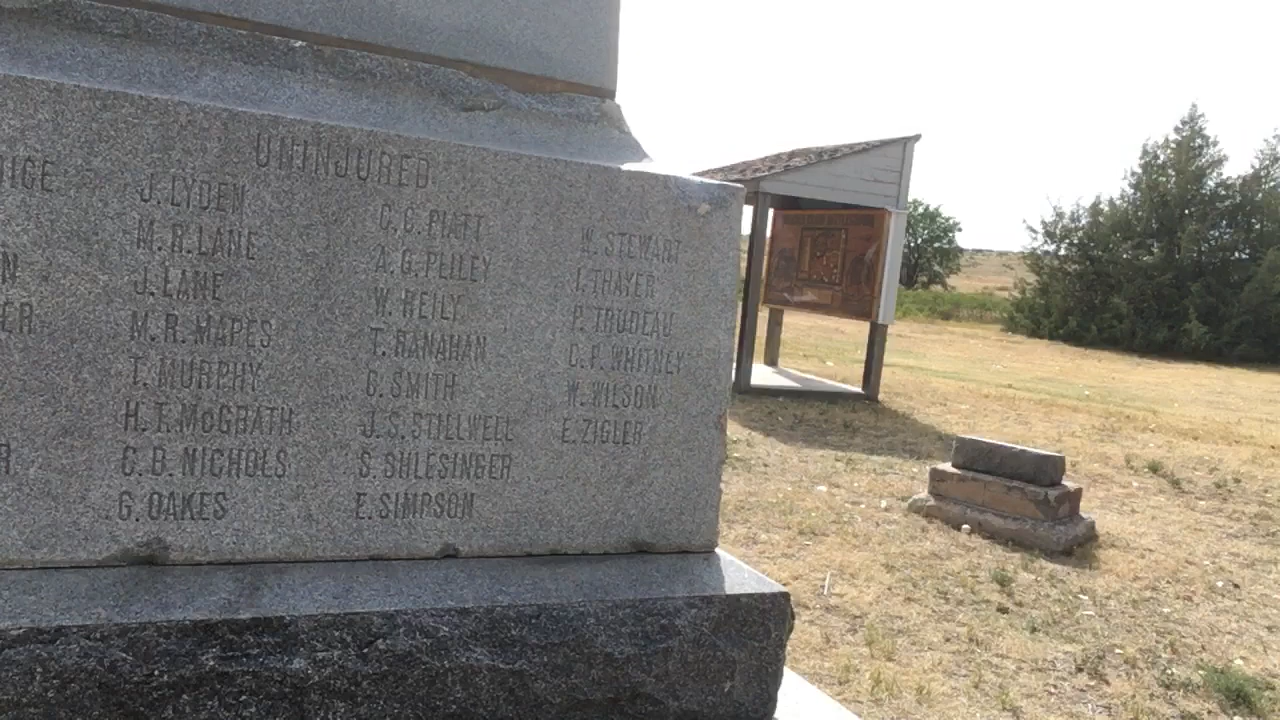 UNINJURED
J. LYDEN
M. R. LANE
J. LANE
M. R. MAPES
T. MURPHY
H. T. McGRATH
C. B. NICHOLS
G. OAKES
C. C. PIATT
A. G. PLILEY
W. REILY
T. RANAHAN
C. SMITH
J. S. STILLWELL
S. SHLESINGER
E. SIMPSON
W. STEWART
I. THAYER
P. TRUDEAU
C. P. WHITNEY
W. WILSON
E. ZIGLER